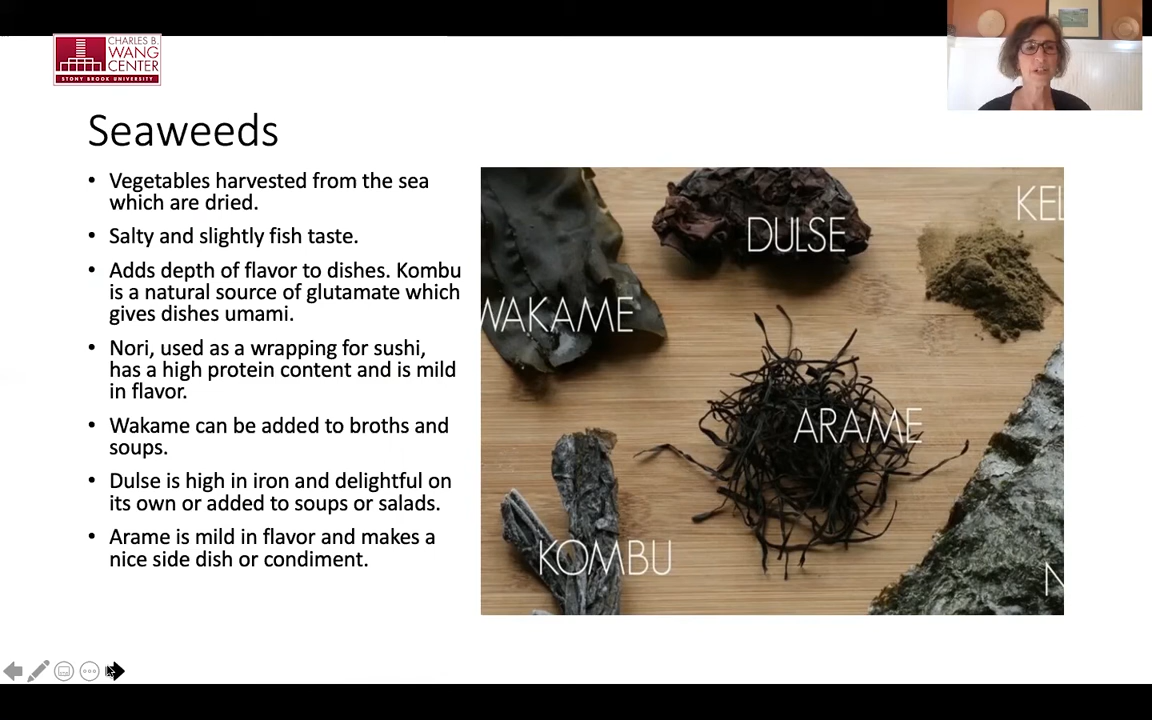 CHARLES B.
WANG
CENTER
STONY BROOK UNIVERSITY
Seaweeds
• Vegetables harvested from the sea
which are dried.
• Salty and slightly fish taste.
• Adds depth of flavor to dishes. Kombu
is a natural source of glutamate which
gives dishes umami.
• Nori, used as a wrapping for sushi,
has a high protein content and is mild
in flavor.
• Wakame can be added to broths and
soups.
• Dulse is high in iron and delightful on
its own or added to soups or salads.
• Arame is mild in flavor and makes a
nice side dish or condiment.
KEL
DULSE
WAKAME
ARAME
KOMBU
N